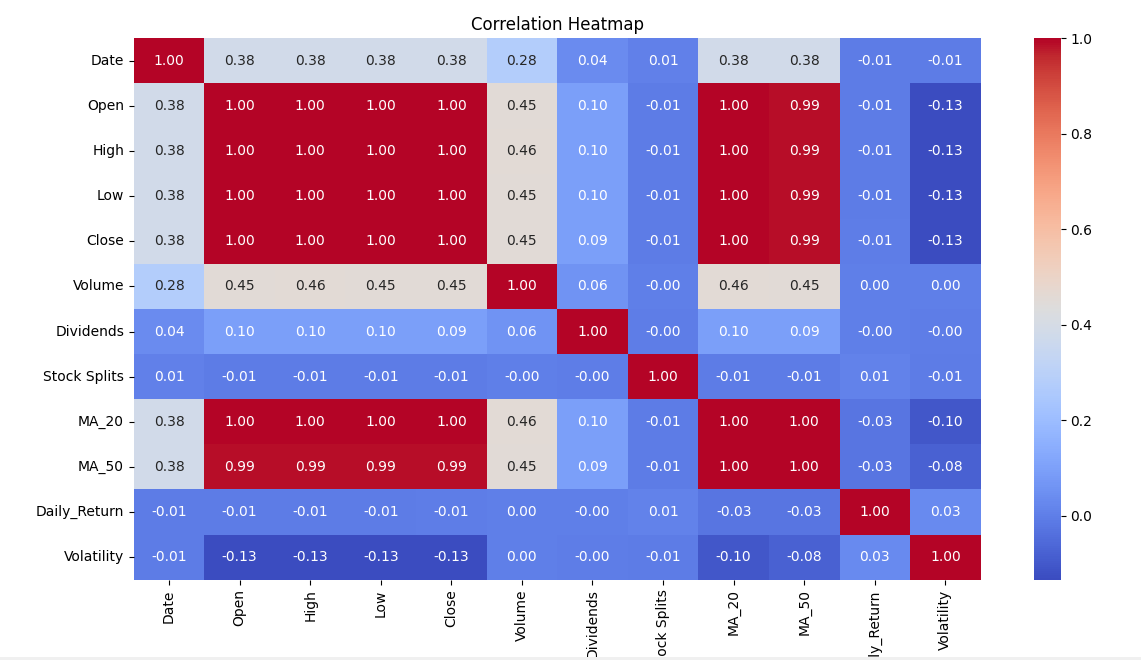 Correlation Heatmap
Date 1.00 0.38 0.38 0.38 0.38 0.28 0.04 0.01 0.38 0.38 -0.01 -0.01
Open 0.38 1.00 1.00 1.00 1.00 0.45 0.10 -0.01 1.00 0.99 -0.01 -0.13
High 0.38 1.00 1.00 1.00 1.00 0.46 0.10 -0.01 1.00 0.99 -0.01 -0.13
Low 0.38 1.00 1.00 1.00 1.00 0.45 0.10 -0.01 1.00 0.99 -0.01 -0.13
Close 0.38 1.00 1.00 1.00 1.00 0.45 0.09 -0.01 1.00 0.99 -0.01 -0.13
Volume 0.28 0.45 0.46 0.45 0.45 1.00 0.06 -0.00 0.46 0.45 0.00 0.00
Dividends 0.04 0.10 0.10 0.10 0.09 0.06 1.00 -0.00 0.10 0.09 -0.00 -0.00
Stock Splits 0.01 -0.01 -0.01 -0.01 -0.01 -0.00 -0.00 1.00 -0.01 -0.01 0.01 -0.01
MA_20 0.38 1.00 1.00 1.00 1.00 0.46 0.10 -0.01 1.00 1.00 -0.03 -0.10
MA_50 0.38 0.99 0.99 0.99 0.99 0.45 0.09 -0.01 1.00 1.00 -0.03 -0.08
Daily_Return -0.01 -0.01 -0.01 -0.01 -0.01 0.00 -0.00 0.01 -0.03 -0.03 1.00 0.03
Volatility -0.01 -0.13 -0.13 -0.13 -0.13 0.00 -0.00 -0.01 -0.10 -0.08 0.03 1.00
Date Open High Low Close Volume Dividends ock Splits MA_20 MA_50 ly_Return Volatility
1.0
0.8
0.6
0.4
0.2
0.0